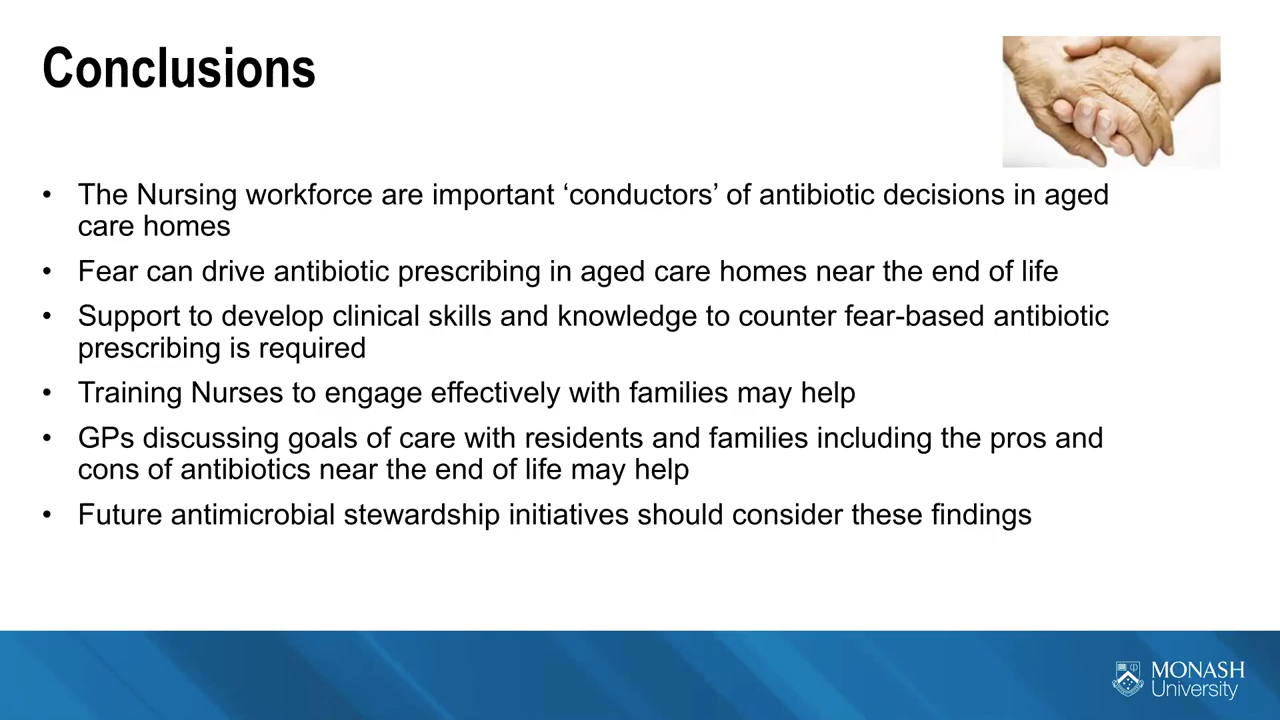 Conclusions
• The Nursing workforce are important ‘conductors’ of antibiotic decisions in aged
care homes
• Fear can drive antibiotic prescribing in aged care homes near the end of life
• Support to develop clinical skills and knowledge to counter fear-based antibiotic
prescribing is required
• Training Nurses to engage effectively with families may help
• GPs discussing goals of care with residents and families including the pros and
cons of antibiotics near the end of life may help
• Future antimicrobial stewardship initiatives should consider these findings
MONASH
University